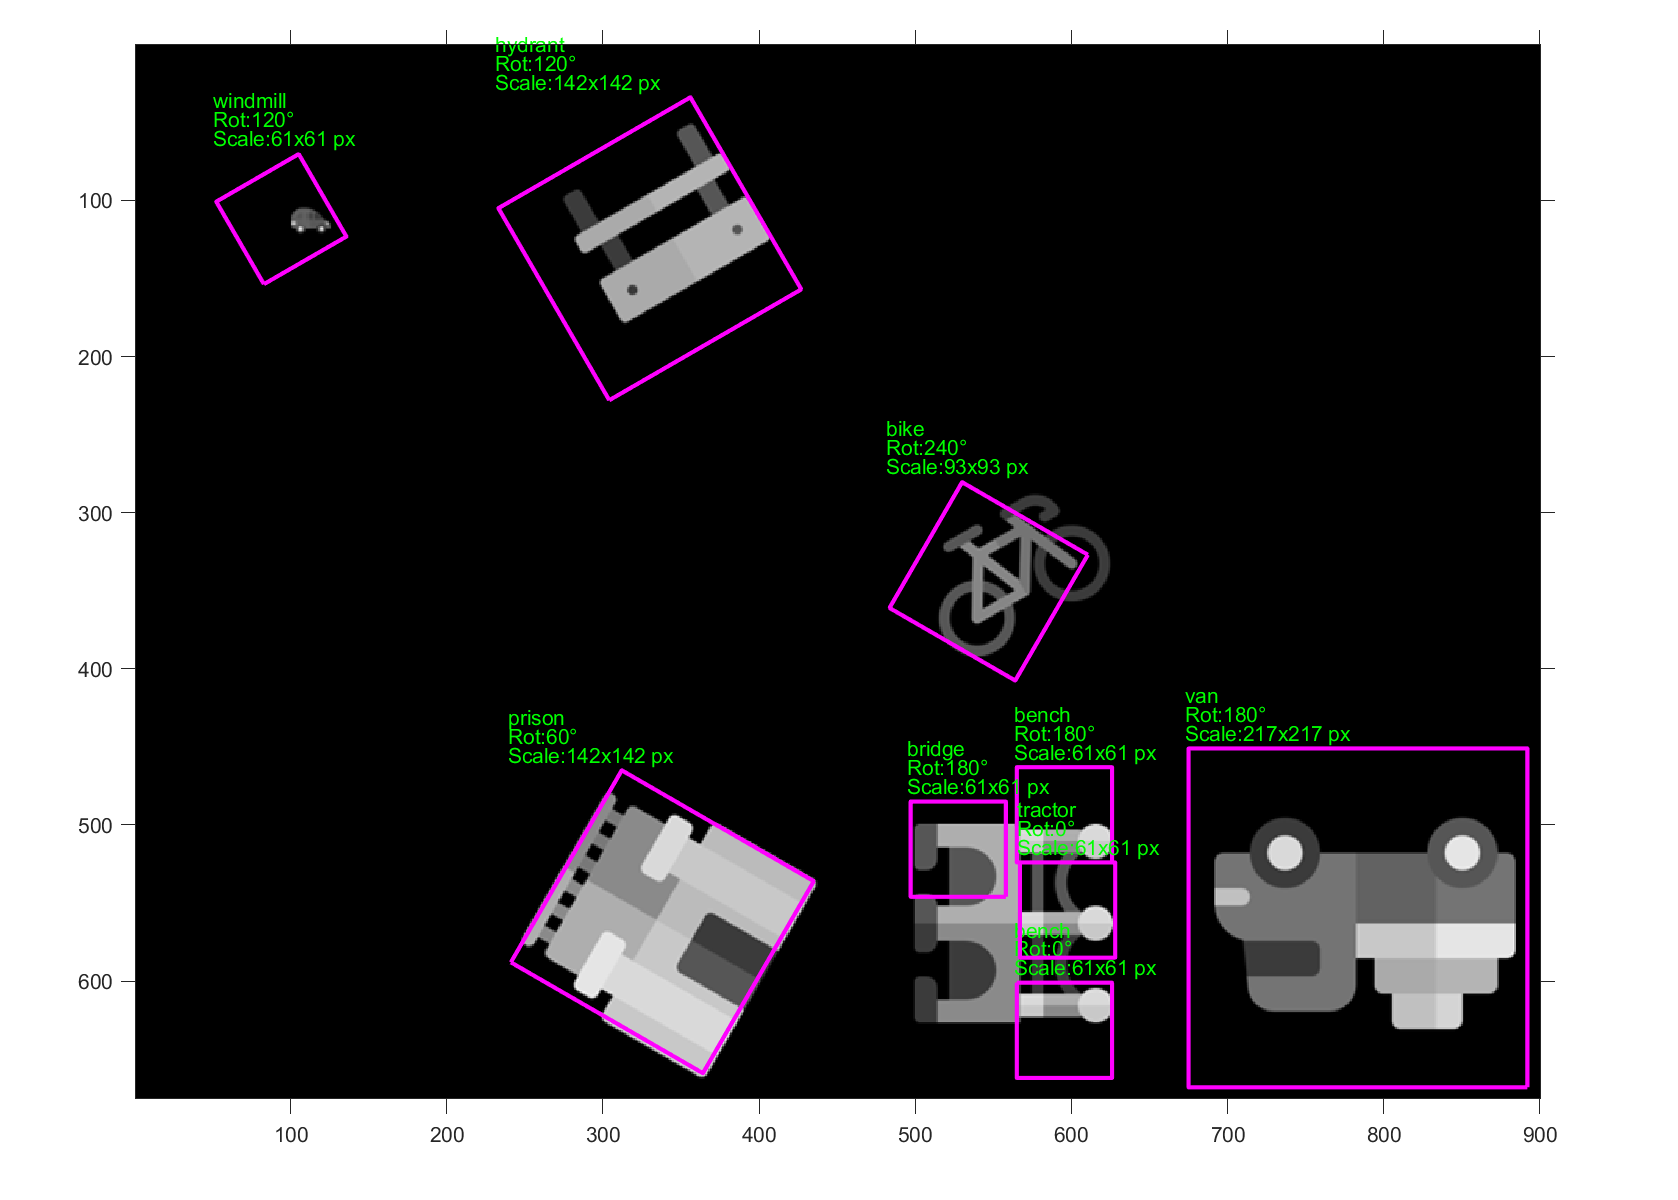 hydrant
Rot:120°
Scale:142x142 px
windmill
Rot:120°
Scale:61x61 px
bike
Rot:240°
Scale:93x93 px
van
Rot:180°
Scale:217x217 px
prison
Rot:60°
Scale:142x142 px
bench
Rot:180°
Scale:61x61 px
bridge
Rot:180°
Scale:61x61 px
tractor
Rot:0°
Scale:61x61 px
bench
Rot:0°
Scale:61x61 px
100
200
300
400
500
600
100
200
300
400
500
600
700
800
900